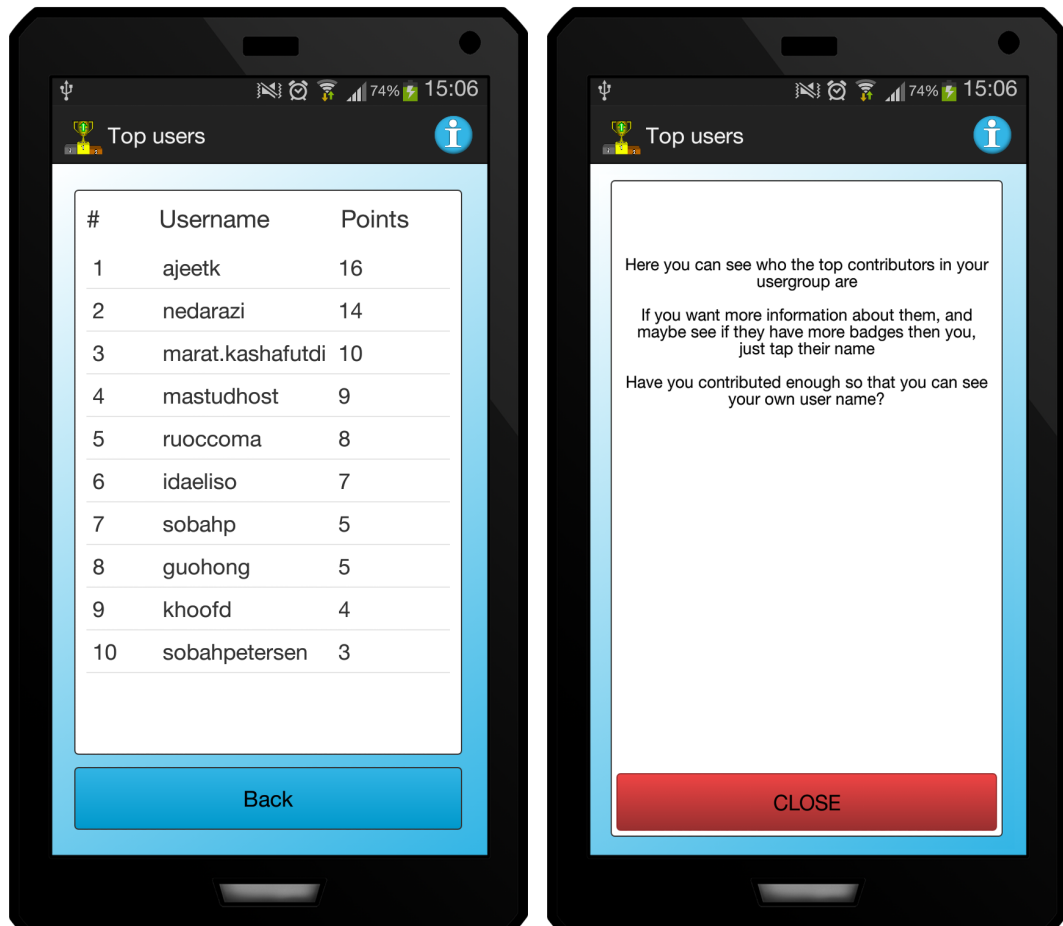 74% 15:06
Top users
# Username Points
1 ajeetk 16
2 nedarazi 14
3 marat.kashafutdi 10
4 mastudhost 9
5 ruoccoma 8
6 idaeliso 7
7 sobahp 5
8 guohong 5
9 khoofd 4
10 sobahpetersen 3
Back
74% 15:06
Top users
Here you can see who the top contributors in your
usergroup are
If you want more information about them, and
maybe see if they have more badges then you,
just tap their name
Have you contributed enough so that you can see
your own user name?
CLOSE